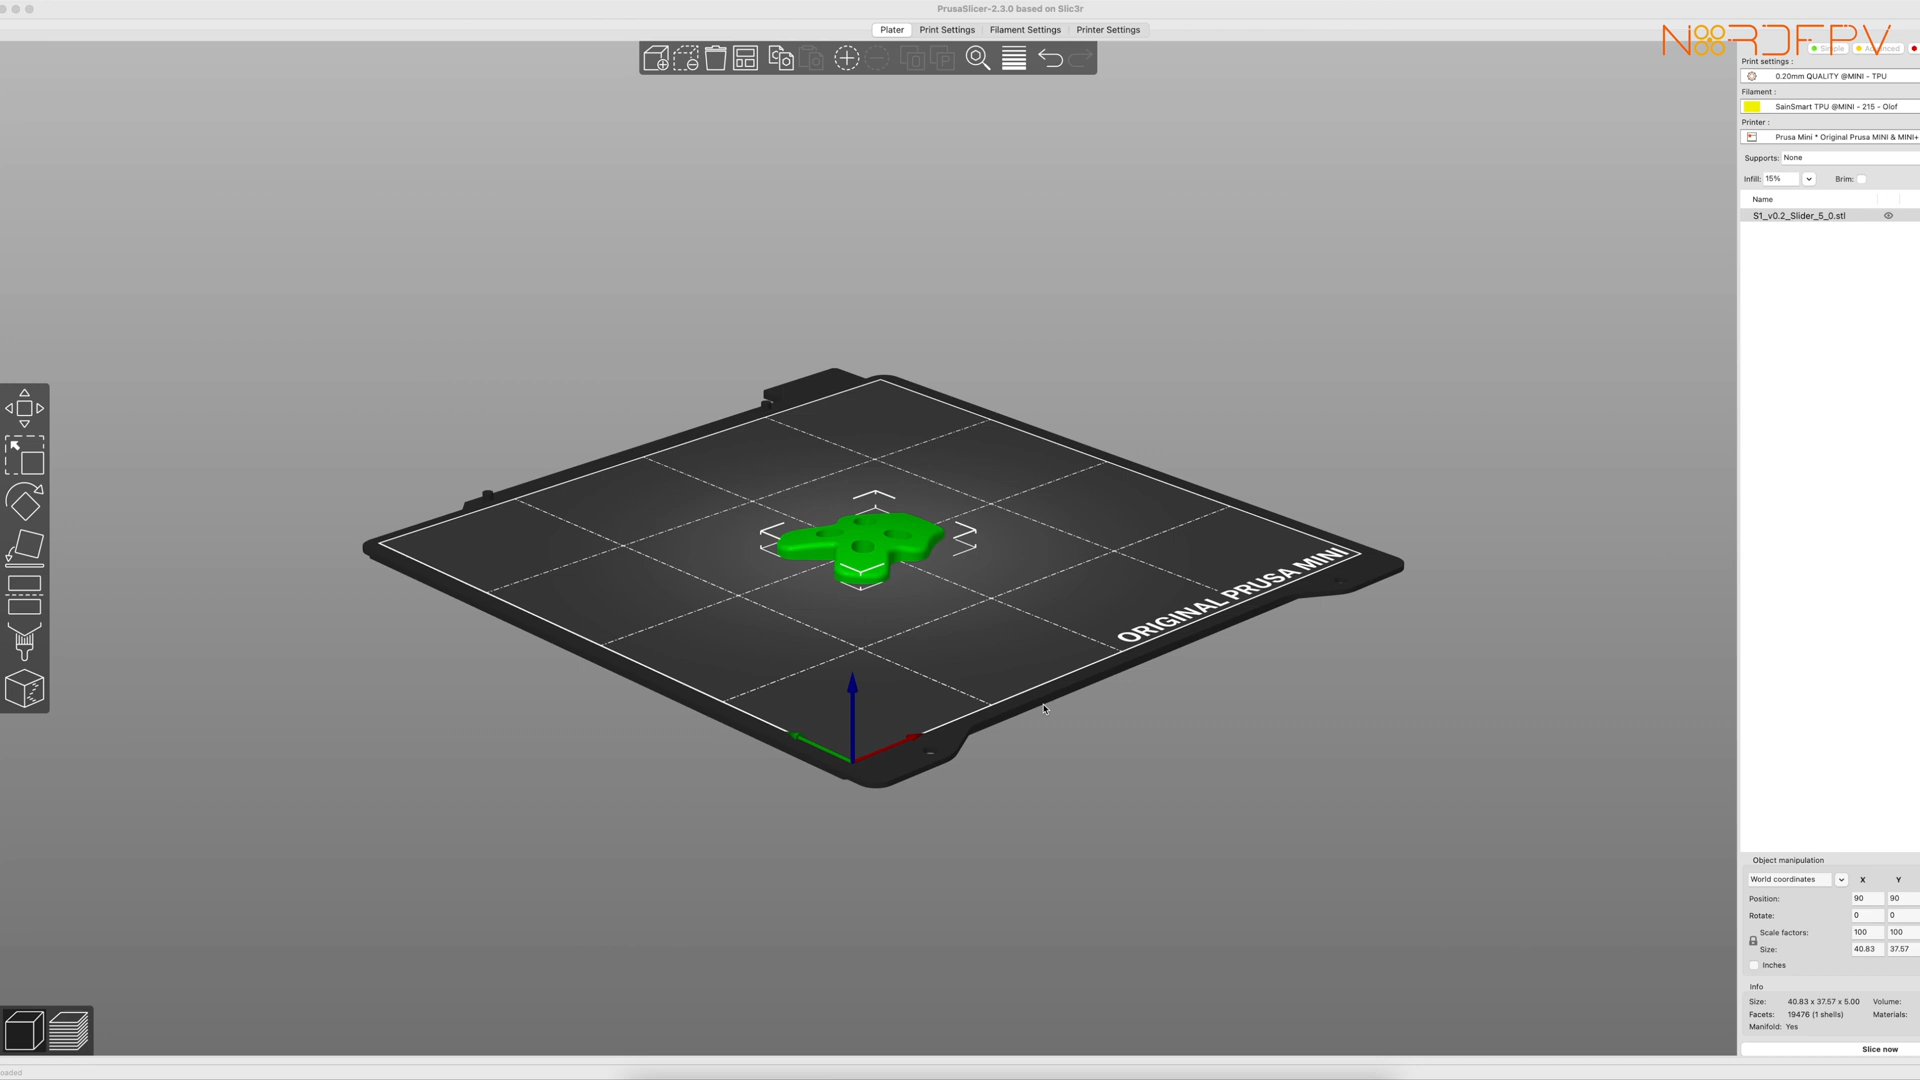 PrusaSlicer-2.3.0 based on Slic3r
Plater Print Settings Filament Settings Printer Settings
NORDFPV
Simple Advanced
Print settings :
0.20mm QUALITY @MINI - TPU
Filament :
SainSmart TPU @MINI - 215 - Olof
Printer :
Prusa Mini * Original Prusa MINI & MINI+
Supports: None
Infill: 15% Brim:
Name
S1_v0.2_Slider_5_0.stl
ORIGINAL PRUSA MINI
Object manipulation
World coordinates X Y
Position: 90 90
Rotate: 0 0
Scale factors: 100 100
Size: 40.83 37.57
Inches
Info
Size: 40.83 x 37.57 x 5.00 Volume:
Facets: 19476 (1 shells) Materials:
Manifold: Yes
Slice now
oaded